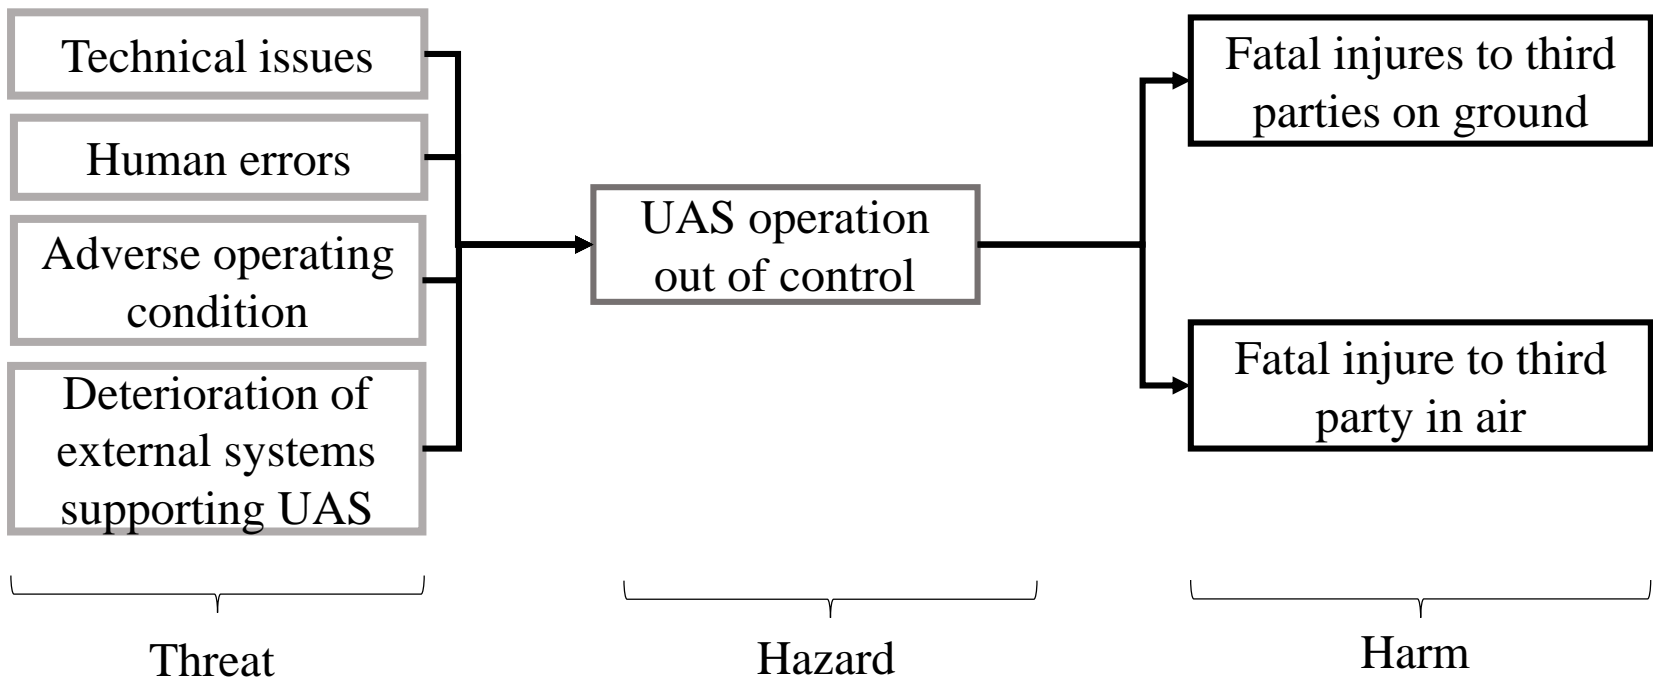 Technical issues
Human errors
Adverse operating
condition
Deterioration of
external systems
supporting UAS
Threat
UAS operation
out of control
Hazard
Fatal injures to third
parties on ground
Fatal injure to third
party in air
Harm